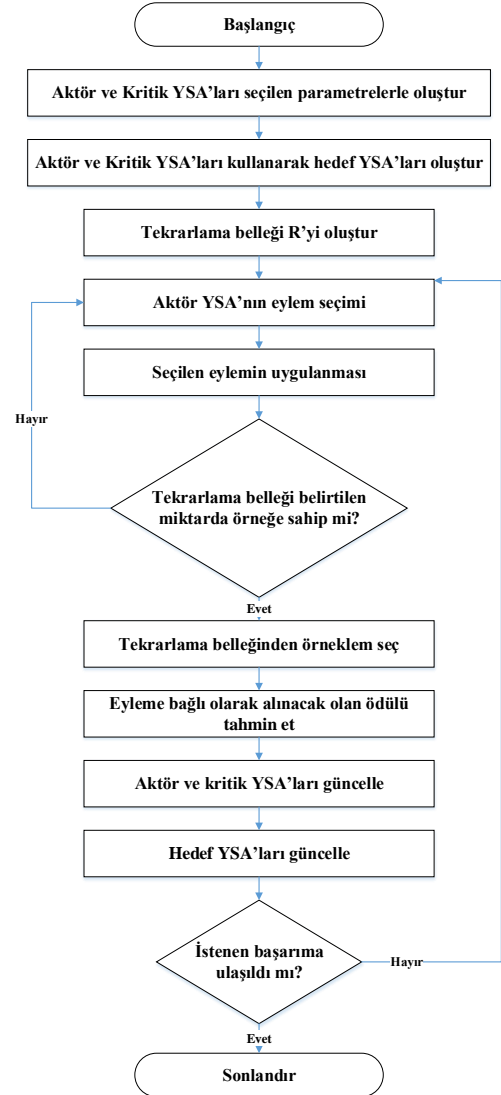 Başlangıç
Aktör ve Kritik YSA’ları seçilen parametrelerle oluştur
Aktör ve Kritik YSA’ları kullanarak hedef YSA’ları oluştur
Tekrarlama belleği R’yi oluştur
Aktör YSA’nın eylem seçimi
Seçilen eylemin uygulanması
Hayır
Tekrarlama belleği belirtilen
miktarda örneğe sahip mi?
Evet
Tekrarlama belleğinden örneklem seç
Eyleme bağlı olarak alınacak olan ödülü
tahmin et
Aktör ve kritik YSA’ları güncelle
Hedef YSA’ları güncelle
İstenen başarıma
ulaşıldı mı?
Hayır
Evet
Sonlandır